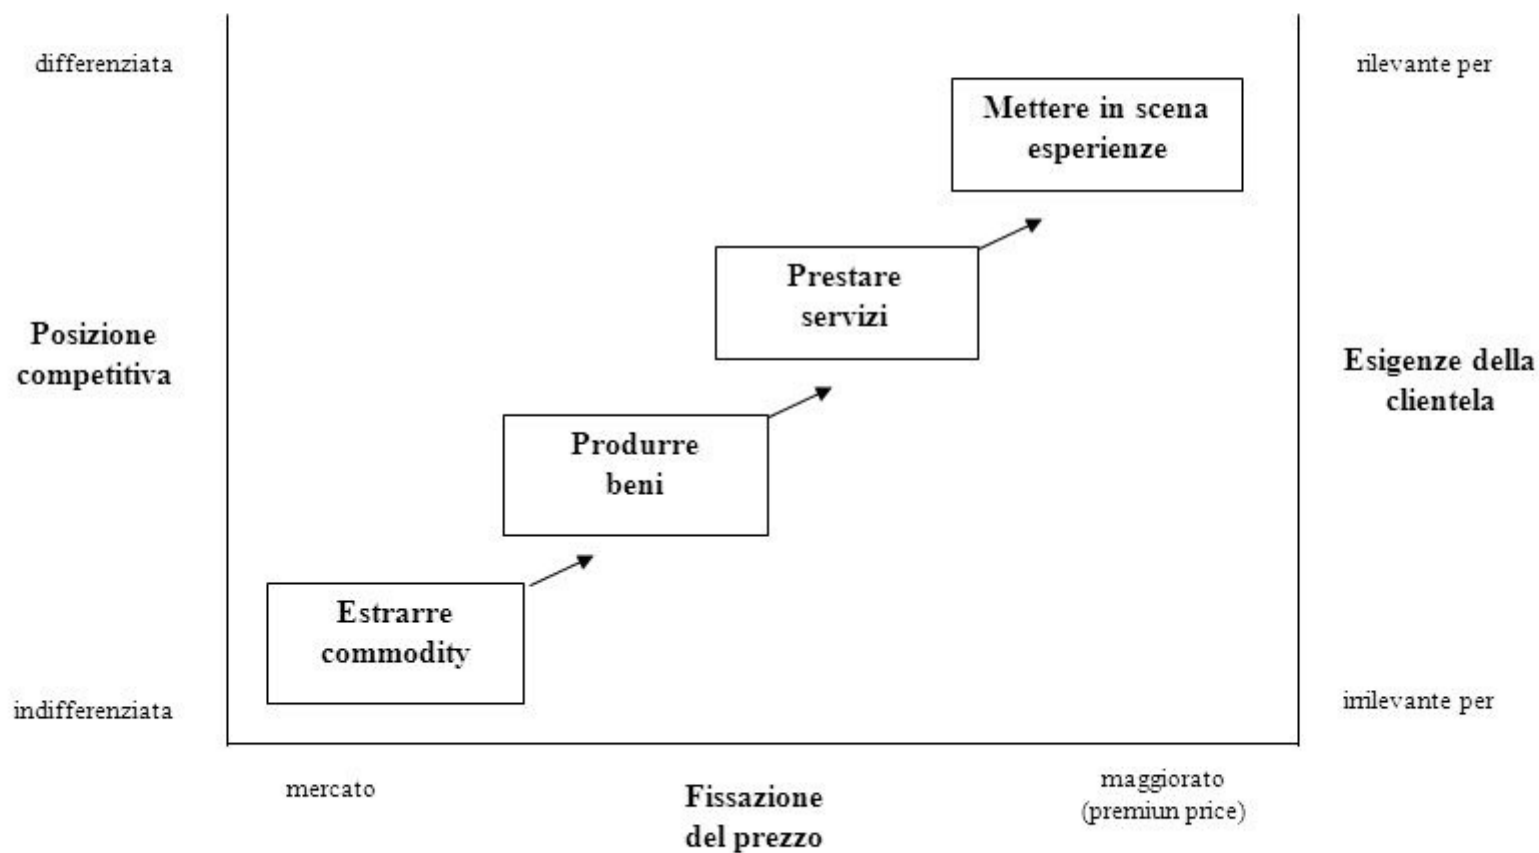 differenziata
rilevante per
Mettere in scena
esperienze
Prestare
servizi
Posizione
competitiva
Esigenze della
clientela
Produrre
beni
Estrarre
commodity
indifferenziata
irrilevante per
mercato
Fissazione
del prezzo
maggiorato
(premiun price)